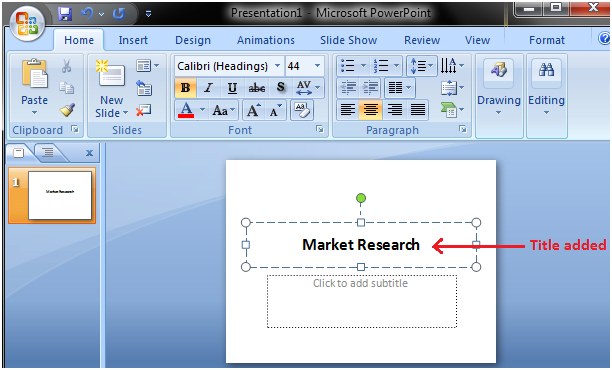 Presentation1 - Microsoft PowerPoint
Home Insert Design Animations Slide Show Review View Format
Calibri (Headings) 44
B I U abc S AV
A Aa A A
Paste
New
Slide
Drawing Editing
Clipboard Slides Font Paragraph
1
Market Research
Market Research
Title added
Click to add subtitle